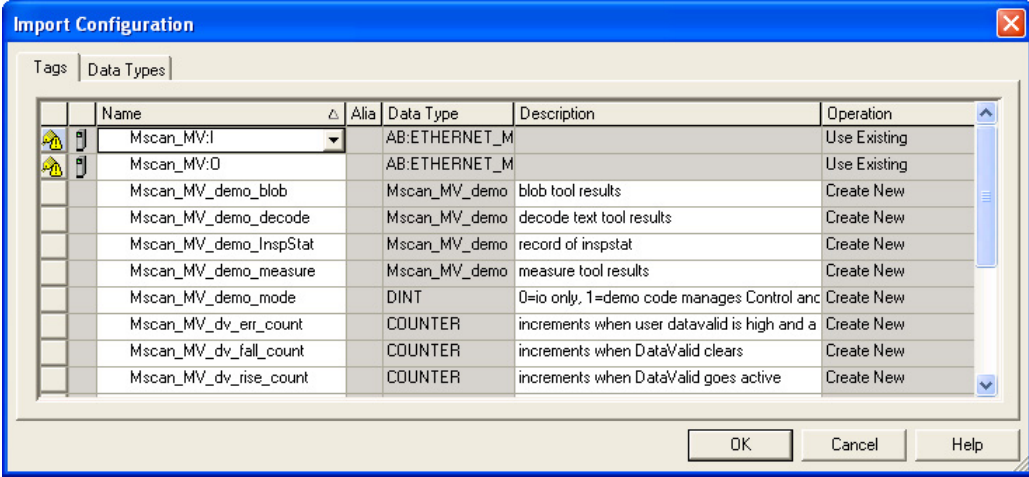 Import Configuration
Tags Data Types
Name Alia Data Type Description Operation
Mscan_MV:I AB:ETHERNET_M Use Existing
Mscan_MV:O AB:ETHERNET_M Use Existing
Mscan_MV_demo_blob Mscan_MV_demo blob tool results Create New
Mscan_MV_demo_decode Mscan_MV_demo decode text tool results Create New
Mscan_MV_demo_InspStat Mscan_MV_demo record of inspstat Create New
Mscan_MV_demo_measure Mscan_MV_demo measure tool results Create New
Mscan_MV_demo_mode DINT 0=io only, 1=demo code manages Control and Create New
Mscan_MV_dv_err_count COUNTER increments when user datavalid is high and a Create New
Mscan_MV_dv_fall_count COUNTER increments when DataValid clears Create New
Mscan_MV_dv_rise_count COUNTER increments when DataValid goes active Create New
OK Cancel Help